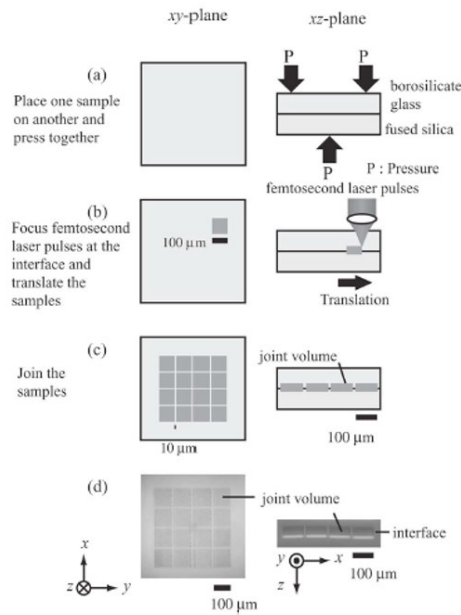 xy-plane
xz-plane
(a)
Place one sample
on another and
press together
P
P
borosilicate
glass
fused silica
P
P : Pressure
femtosecond laser pulses
(b)
Focus femtosecond
laser pulses at the
interface and
translate the
samples
100 μm
Translation
(c)
Join the
samples
10 μm
joint volume
100 μm
(d)
joint volume
interface
x
z
y
100 μm
y
x
z
100 μm